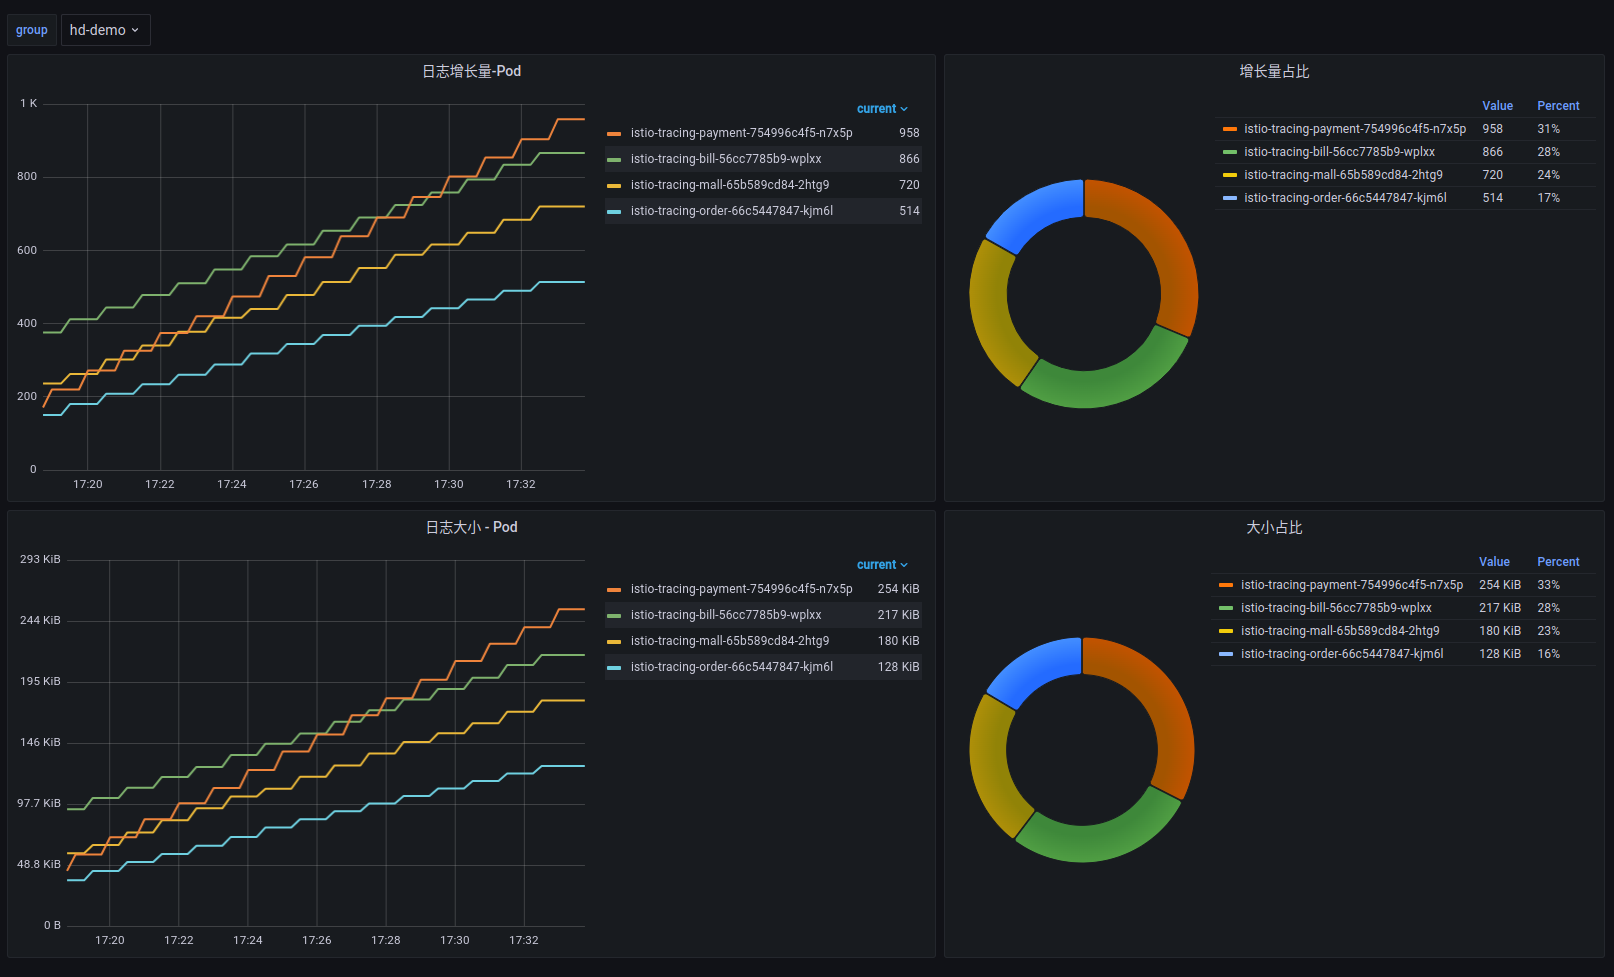 group hd-demo
日志增长量-Pod
1 K
800
600
400
200
0
17:20 17:22 17:24 17:26 17:28 17:30 17:32
current
istio-tracing-payment-754996c4f5-n7x5p 958
istio-tracing-bill-56cc7785b9-wplxx 866
istio-tracing-mall-65b589cd84-2htg9 720
istio-tracing-order-66c5447847-kjm6l 514
增长量占比
Value Percent
istio-tracing-payment-754996c4f5-n7x5p 958 31%
istio-tracing-bill-56cc7785b9-wplxx 866 28%
istio-tracing-mall-65b589cd84-2htg9 720 24%
istio-tracing-order-66c5447847-kjm6l 514 17%
日志大小 - Pod
293 KiB
244 KiB
195 KiB
146 KiB
97.7 KiB
48.8 KiB
0 B
17:20 17:22 17:24 17:26 17:28 17:30 17:32
current
istio-tracing-payment-754996c4f5-n7x5p 254 KiB
istio-tracing-bill-56cc7785b9-wplxx 217 KiB
istio-tracing-mall-65b589cd84-2htg9 180 KiB
istio-tracing-order-66c5447847-kjm6l 128 KiB
大小占比
Value Percent
istio-tracing-payment-754996c4f5-n7x5p 254 KiB 33%
istio-tracing-bill-56cc7785b9-wplxx 217 KiB 28%
istio-tracing-mall-65b589cd84-2htg9 180 KiB 23%
istio-tracing-order-66c5447847-kjm6l 128 KiB 16%